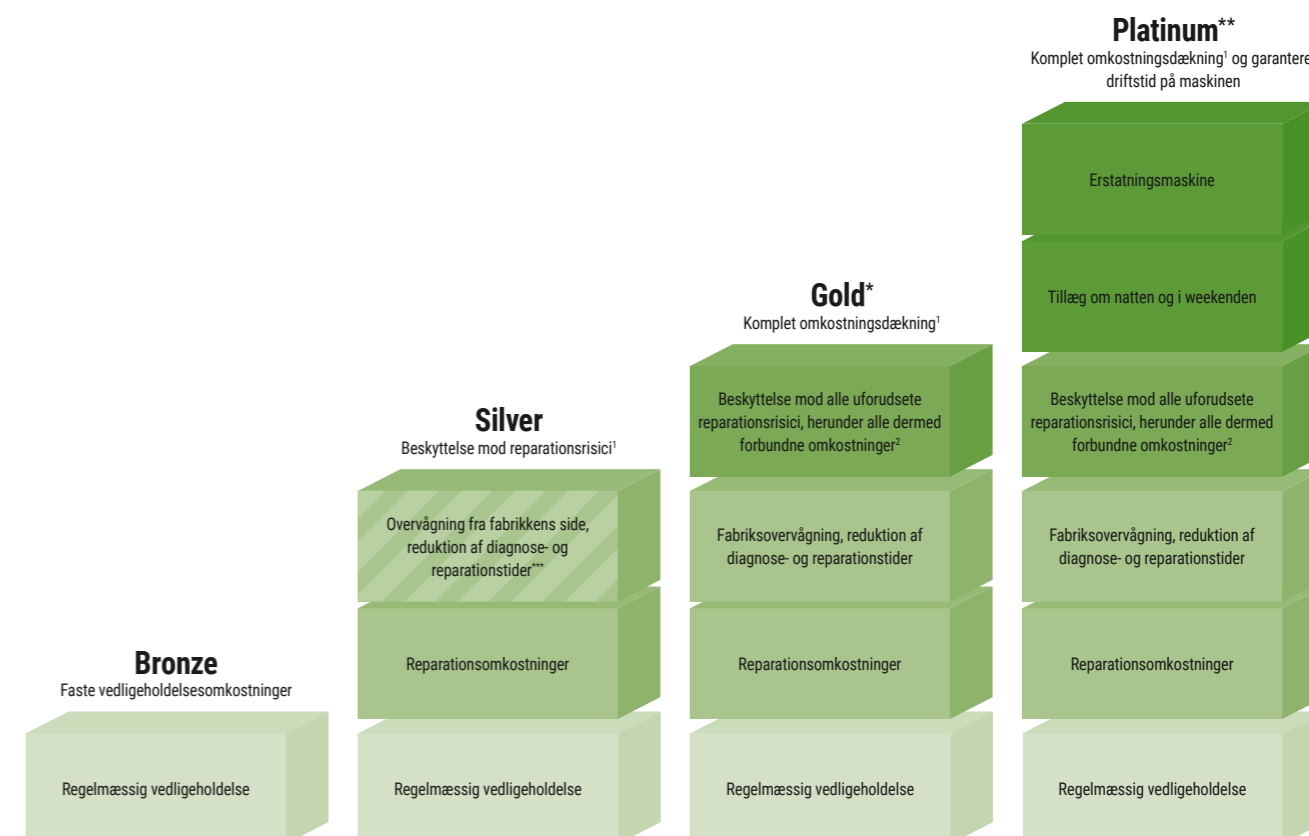 Platinum**
Komplet omkostningsdækning¹ og garantere
driftstid på maskinen
Erstatningsmaskine
Tillæg om natten og i weekenden
Beskyttelse mod alle uforudsete
reparationsrisici, herunder alle dermed
forbundne omkostninger²
Fabriksovervågning, reduktion af
diagnose- og reparationstider
Reparationsomkostninger
Regelmæssig vedligeholdelse
Gold*
Komplet omkostningsdækning¹
Beskyttelse mod alle uforudsete
reparationsrisici, herunder alle dermed
forbundne omkostninger²
Fabriksovervågning, reduktion af
diagnose- og reparationstider
Reparationsomkostninger
Regelmæssig vedligeholdelse
Silver
Beskyttelse mod reparationsrisici¹
Overvågning fra fabrikkens side,
reduktion af diagnose- og
reparationstider***
Reparationsomkostninger
Regelmæssig vedligeholdelse
Bronze
Faste vedligeholdelsesomkostninger
Regelmæssig vedligeholdelse